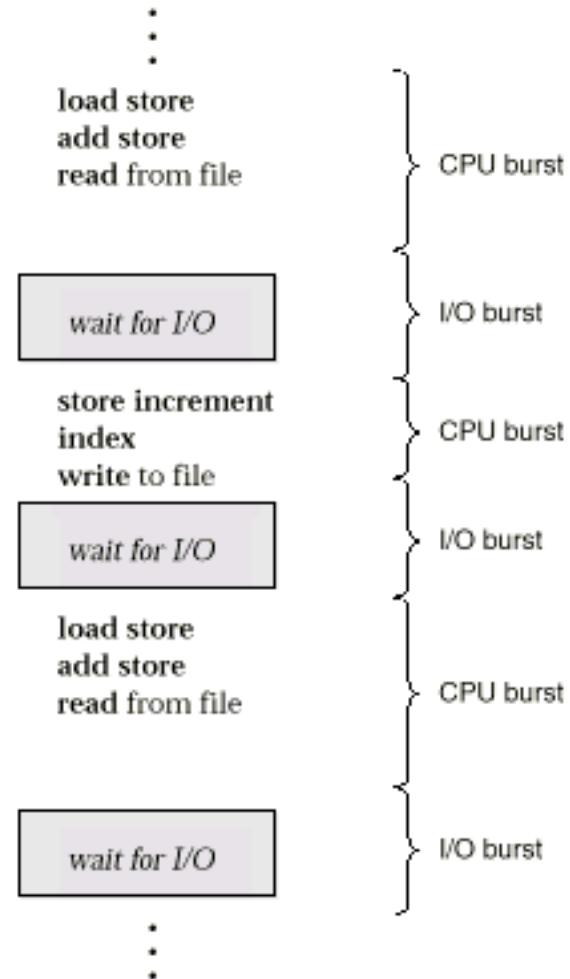 load store
add store
read from file
CPU burst
wait for I/O
I/O burst
store increment
index
write to file
CPU burst
wait for I/O
I/O burst
load store
add store
read from file
CPU burst
wait for I/O
I/O burst